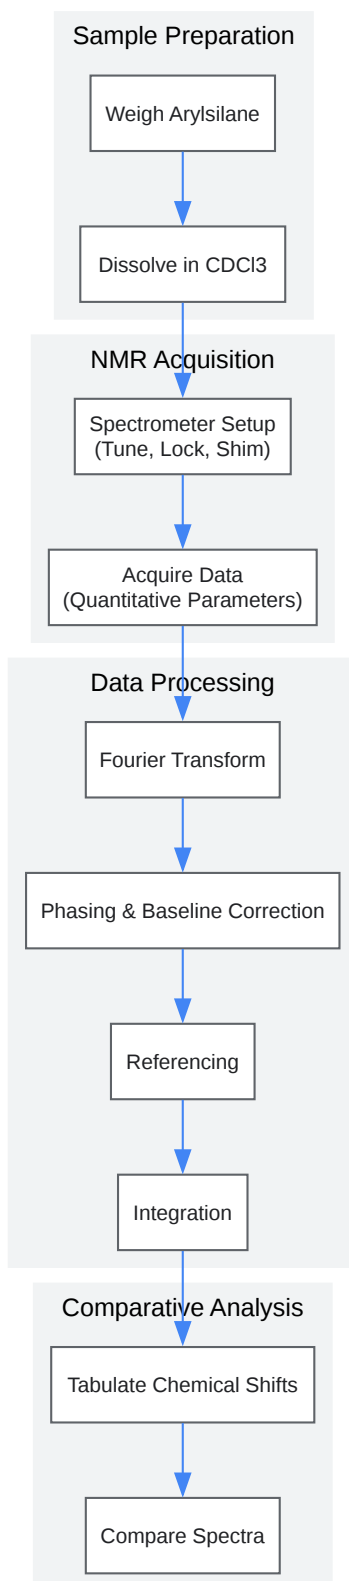 Sample Preparation
Weigh Arylsilane
Dissolve in CDCl3
NMR Acquisition
Spectrometer Setup
(Tune, Lock, Shim)
Acquire Data
(Quantitative Parameters)
Data Processing
Fourier Transform
Phasing & Baseline Correction
Referencing
Integration
Comparative Analysis
Tabulate Chemical Shifts
Compare Spectra